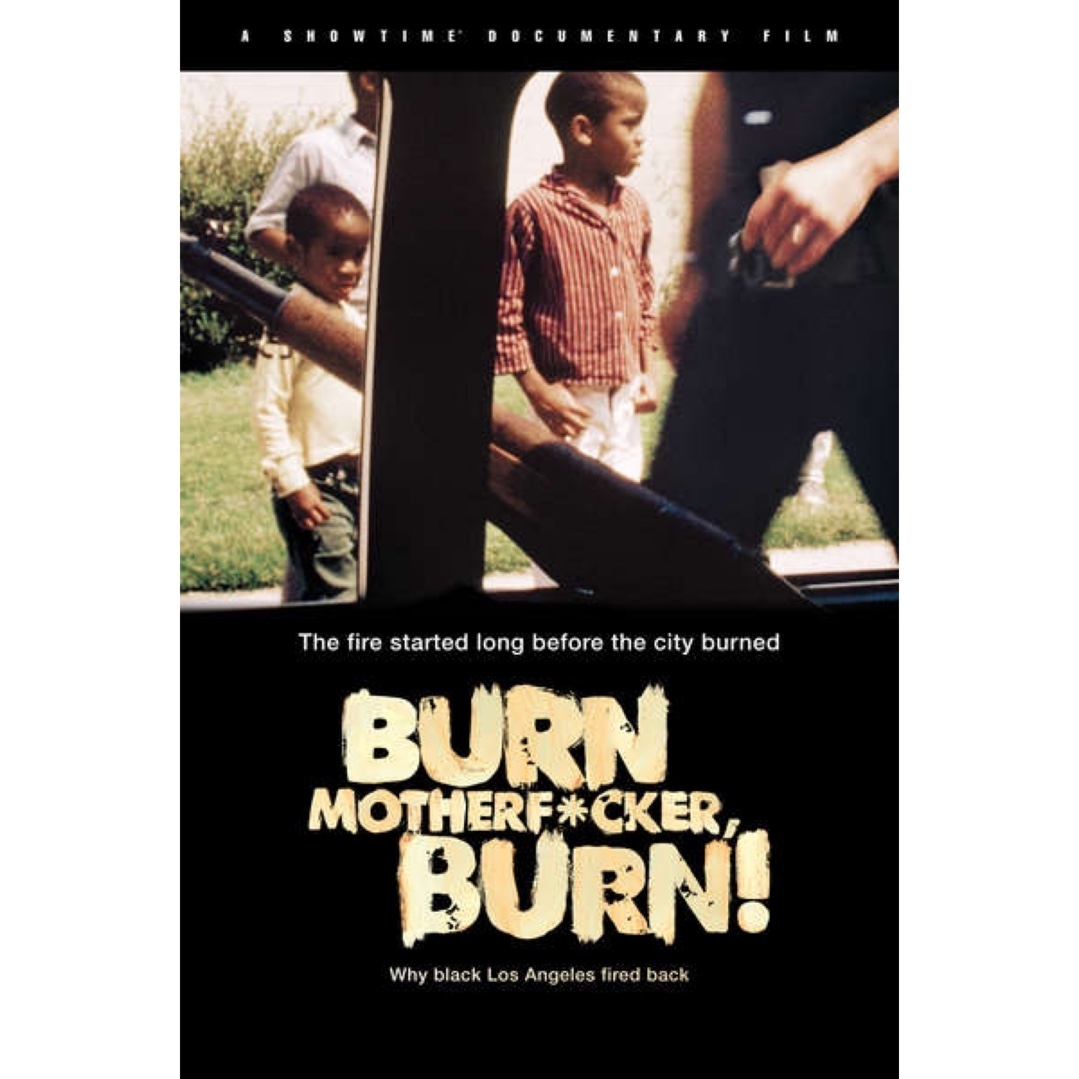 A SHOWTIME® DOCUMENTARY FILM
The fire started long before the city burned
BURN
MOTHERF*CKER,
BURN!
Why black Los Angeles fired back